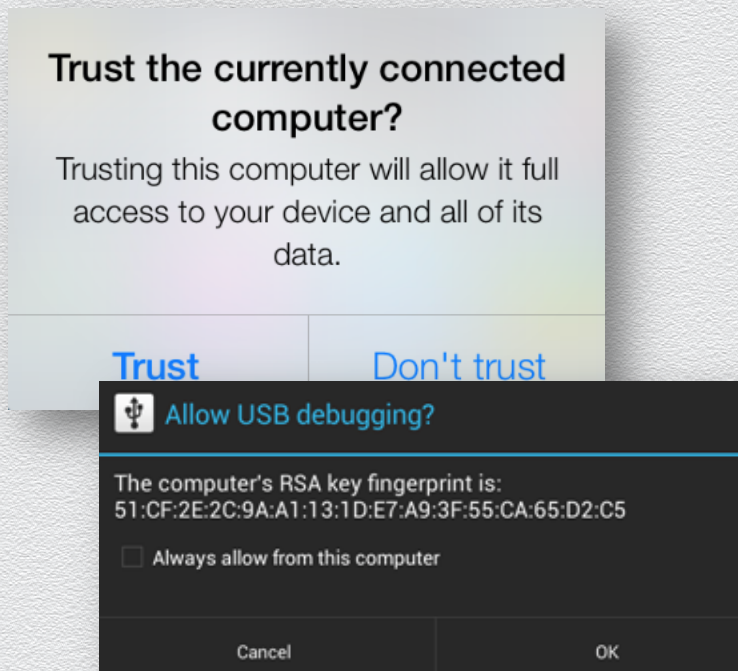 Trust the currently connected
computer?
Trusting this computer will allow it full
access to your device and all of its
data.
Trust
Don't trust
Allow USB debugging?
The computer's RSA key fingerprint is:
51:CF:2E:2C:9A:A1:13:1D:E7:A9:3F:55:CA:65:D2:C5
Always allow from this computer
Cancel
OK